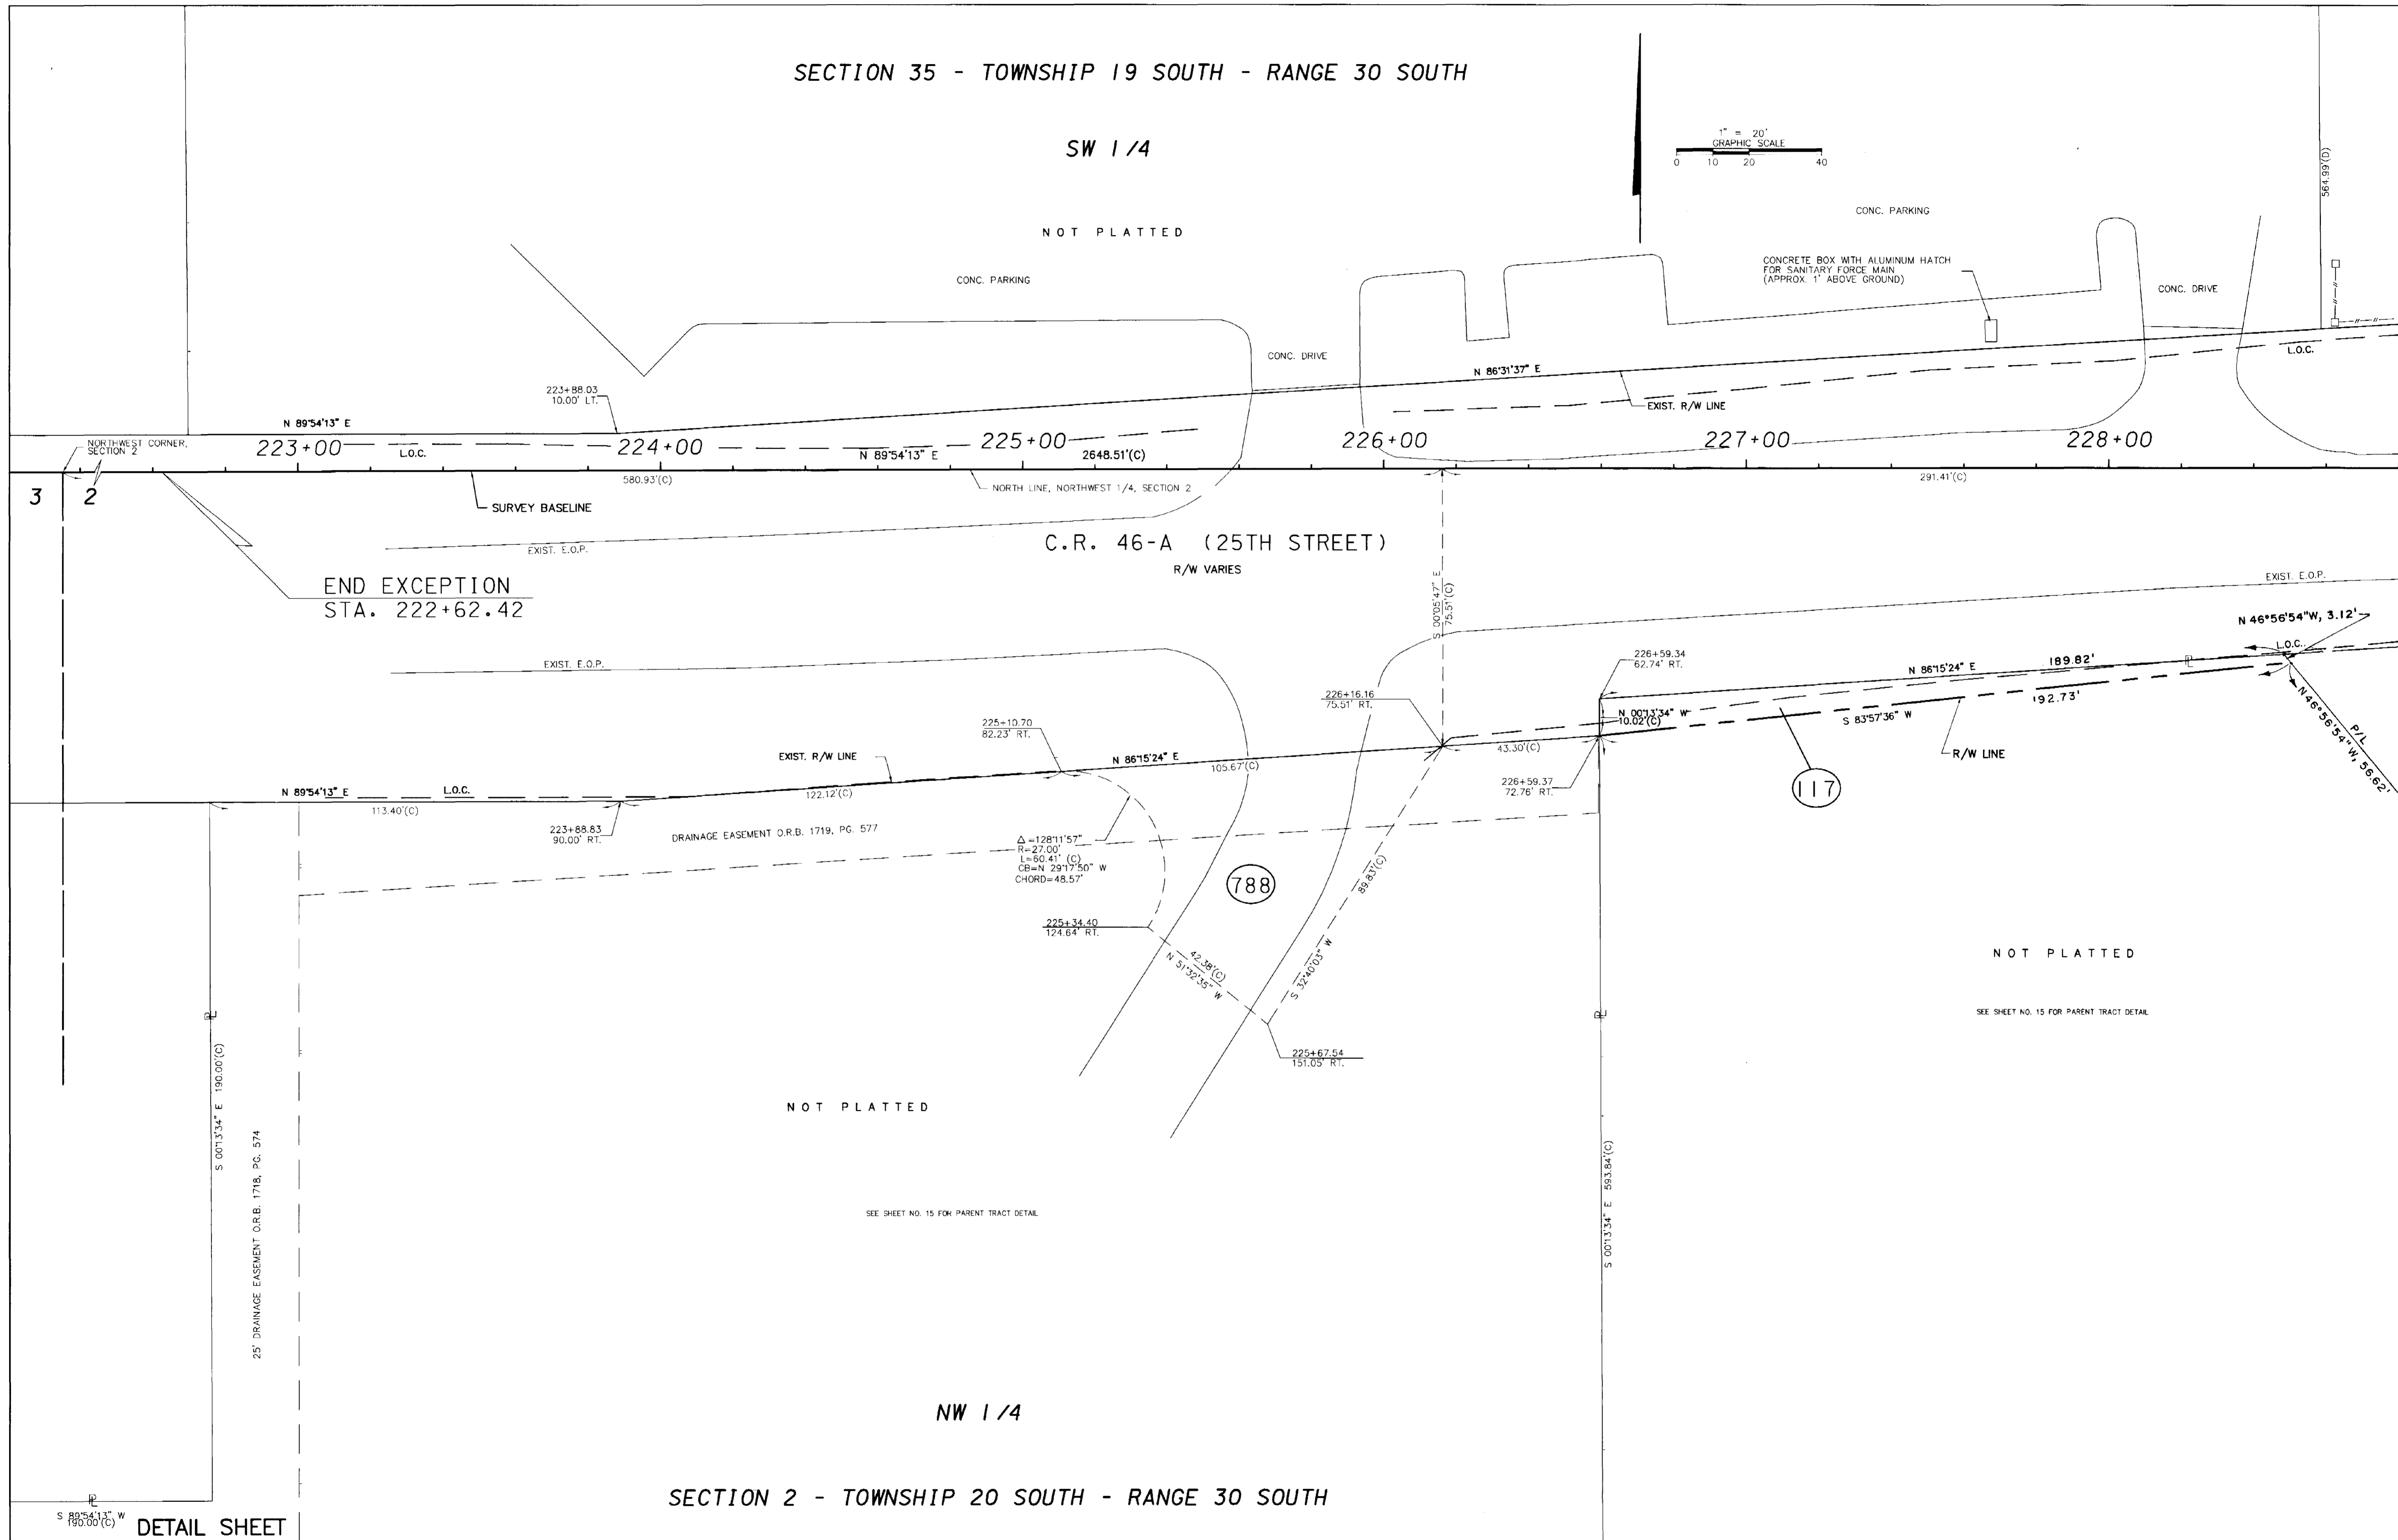 SECTION 35 - TOWNSHIP 19 SOUTH - RANGE 30 SOUTH
SW 1/4
1" = 20'
GRAPHIC SCALE
0 10 20 40
564.99'(D)
CONC. PARKING
NOT PLATTED
CONC. PARKING
CONCRETE BOX WITH ALUMINUM HATCH
FOR SANITARY FORCE MAIN
(APPROX. 1' ABOVE GROUND)
CONC. DRIVE
CONC. DRIVE
L.O.C.
N 86°31'37" E
223+88.03
10.00' LT.
EXIST. R/W LINE
N 89°54'13" E
NORTHWEST CORNER,
SECTION 2
223+00
L.O.C.
224+00
N 89°54'13" E
225+00
2648.51'(C)
226+00
227+00
228+00
580.93'(C)
NORTH LINE, NORTHWEST 1/4, SECTION 2
291.41'(C)
3 2
SURVEY BASELINE
EXIST. E.O.P.
C.R. 46-A (25TH STREET)
R/W VARIES
END EXCEPTION
STA. 222+62.42
S 00°05'47" E
75.51'(C)
EXIST. E.O.P.
N 46°56'54"W, 3.12'
L.O.C.
EXIST. E.O.P.
226+59.34
62.74' RT.
N 86°15'24" E
189.82'
PL
226+16.16
75.51' RT.
N 00°13'34" W
10.02'(C)
192.73'
S 83°57'36" W
N46°56'54"W, 56.62'
P/L
225+10.70
82.23' RT.
EXIST. R/W LINE
N 86°15'24" E
105.67'(C)
43.30'(C)
R/W LINE
226+59.37
72.76' RT.
117
N 89°54'13" E
L.O.C.
113.40'(C)
122.12'(C)
223+88.83
90.00' RT.
DRAINAGE EASEMENT O.R.B. 1719, PG. 577
Δ=128°11'57"
R=27.00'
L=60.41' (C)
CB=N 29°17'50" W
CHORD=48.57'
788
89.83'(C)
S 32°40'03" W
225+34.40
124.64' RT.
42.38'(C)
N 51°32'35" W
NOT PLATTED
SEE SHEET NO. 15 FOR PARENT TRACT DETAIL
PL
PL
225+67.54
151.05' RT.
S 00°13'34" E 190.00'(C)
25' DRAINAGE EASEMENT O.R.B. 1718, PG. 574
NOT PLATTED
SEE SHEET NO. 15 FOR PARENT TRACT DETAIL
S 00°13'34" E 593.84'(C)
NW 1/4
SECTION 2 - TOWNSHIP 20 SOUTH - RANGE 30 SOUTH
PL
S 89°54'13" W
190.00'(C)
DETAIL SHEET